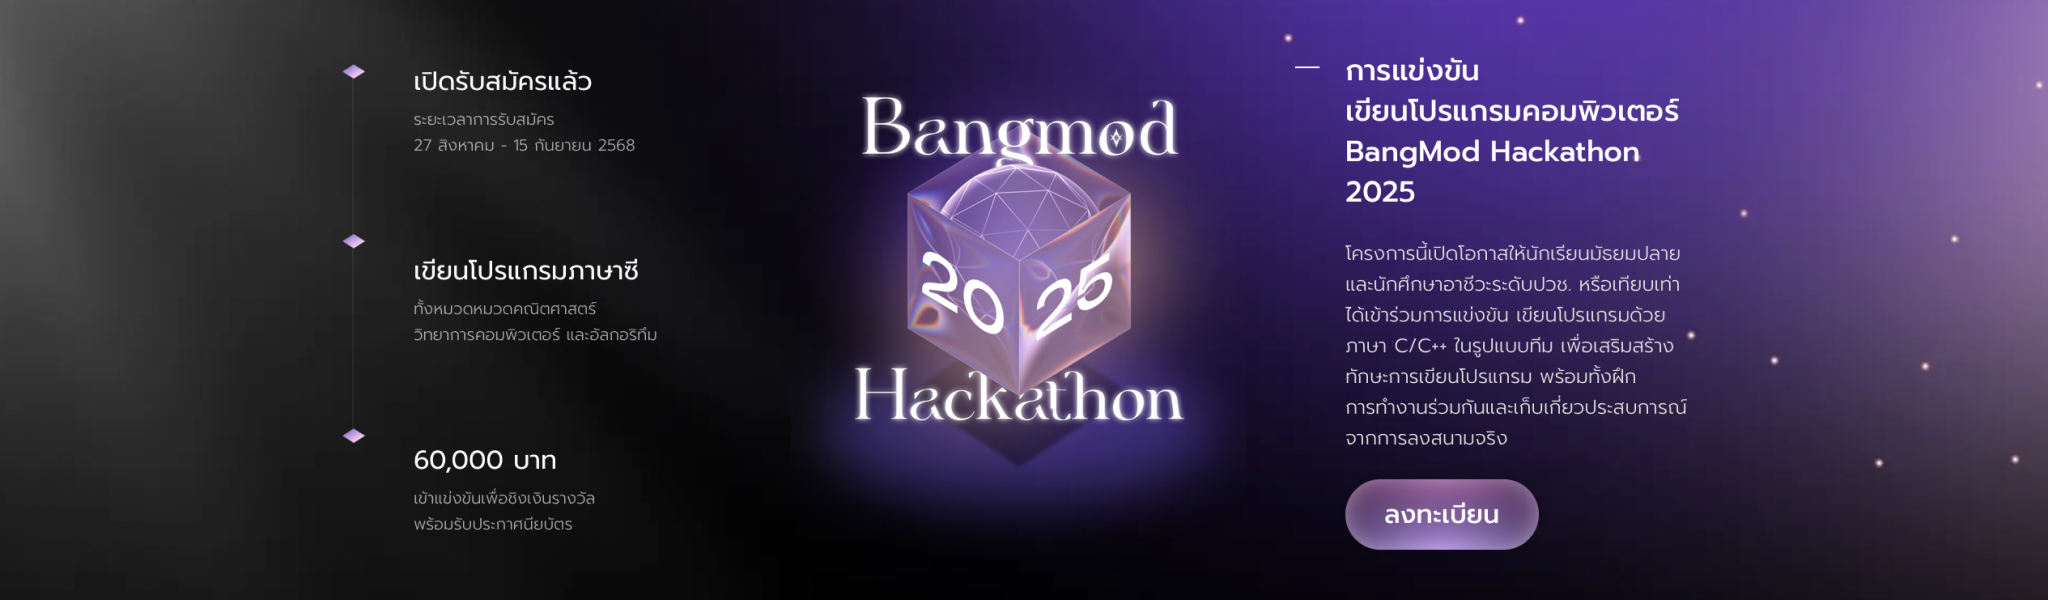 เปิดรับสมัครแล้ว
ระยะเวลาการรับสมัคร
27 สิงหาคม - 15 กันยายน 2568
เขียนโปรแกรมภาษาซี
ทั้งหมวดหมวดคณิตศาสตร์
วิทยาการคอมพิวเตอร์ และอัลกอริทึม
60,000 บาท
เข้าแข่งขันเพื่อชิงเงินรางวัล
พร้อมรับประกาศนียบัตร
Bangmod
20 25
Hackathon
การแข่งขัน
เขียนโปรแกรมคอมพิวเตอร์
BangMod Hackathon
2025
โครงการนี้เปิดโอกาสให้นักเรียนมัธยมปลาย
และนักศึกษาอาชีวะระดับปวช. หรือเทียบเท่า
ได้เข้าร่วมการแข่งขัน เขียนโปรแกรมด้วย
ภาษา C/C++ ในรูปแบบทีม เพื่อเสริมสร้าง
ทักษะการเขียนโปรแกรม พร้อมทั้งฝึก
การทำงานร่วมกันและเก็บเกี่ยวประสบการณ์
จากการลงสนามจริง
ลงทะเบียน